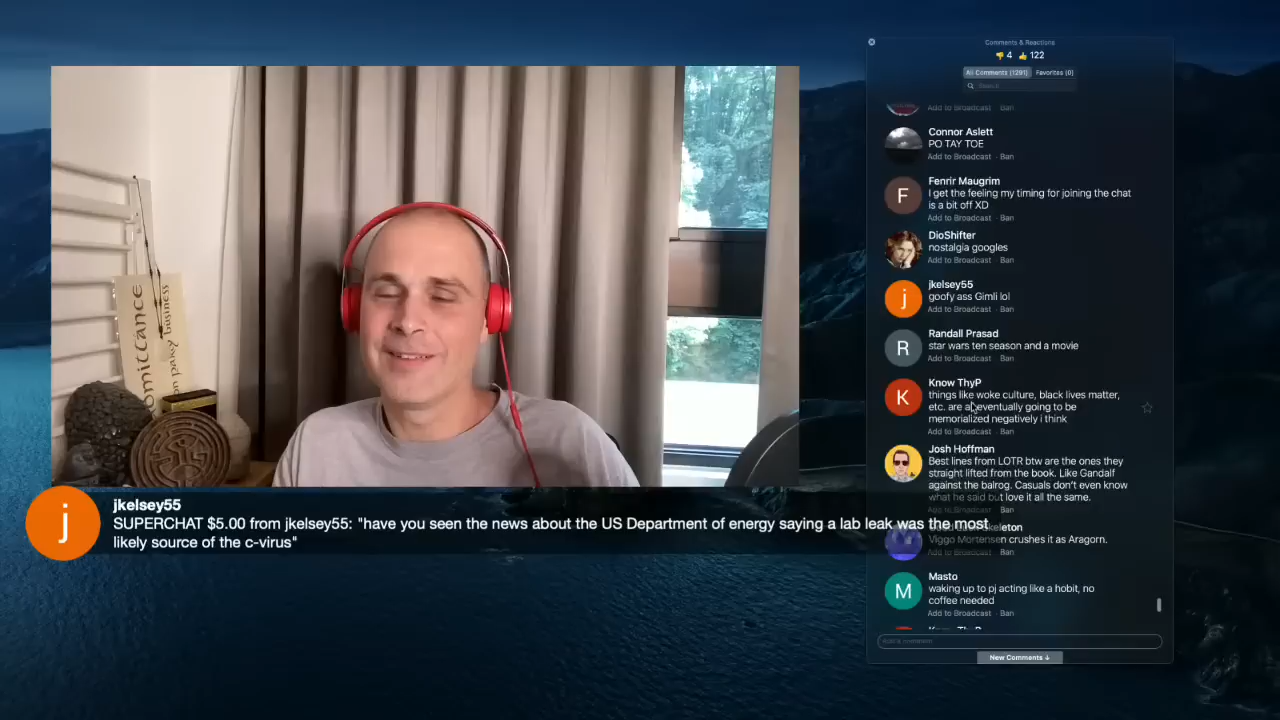 Comments & Reactions
4 122
All Comments (1291) Favorites (0)
Search
Add to Broadcast Ban
Connor Aslett
PO TAY TOE
Add to Broadcast · Ban
Fenrir Maugrim
I get the feeling my timing for joining the chat
is a bit off XD
Add to Broadcast · Ban
DioShifter
nostalgia googles
Add to Broadcast · Ban
j
jkelsey55
goofy ass Gimli lol
Add to Broadcast · Ban
R
Randall Prasad
star wars ten season and a movie
Add to Broadcast · Ban
K
Know ThyP
things like woke culture, black lives matter,
etc. are eventually going to be
memorialized negatively i think
Add to Broadcast · Ban
Josh Hoffman
Best lines from LOTR btw are the ones they
straight lifted from the book. Like Gandalf
against the balrog. Casuals don't even know
what he said but love it all the same.
Add to Broadcast · Ban
Viggo Mortensen crushes it as Aragorn.
Add to Broadcast · Ban
M
Masto
waking up to pj acting like a hobit, no
coffee needed
Add to Broadcast · Ban
Know ThyP
Add a comment
New Comments ↓
omittance
business
j
jkelsey55
SUPERCHAT $5.00 from jkelsey55: "have you seen the news about the US Department of energy saying a lab leak was the most
likely source of the c-virus"